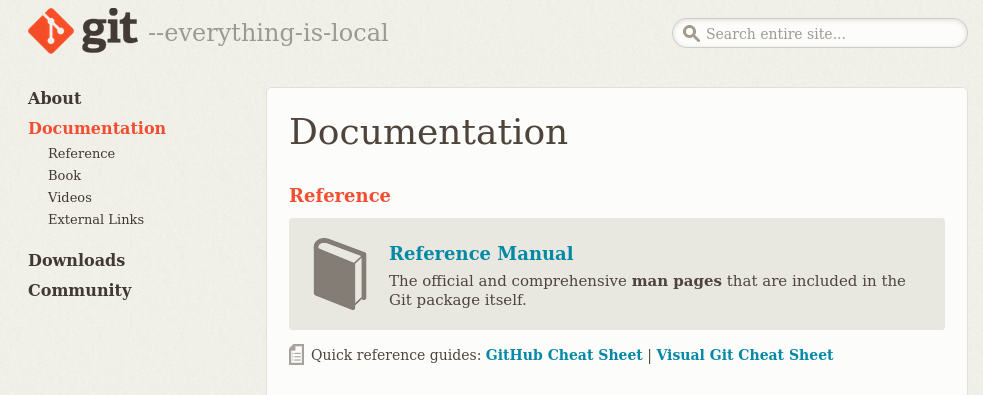 git --everything-is-local
Search entire site...
About
Documentation
Reference
Book
Videos
External Links
Downloads
Community
Documentation
Reference
Reference Manual
The official and comprehensive man pages that are included in the
Git package itself.
Quick reference guides: GitHub Cheat Sheet | Visual Git Cheat Sheet